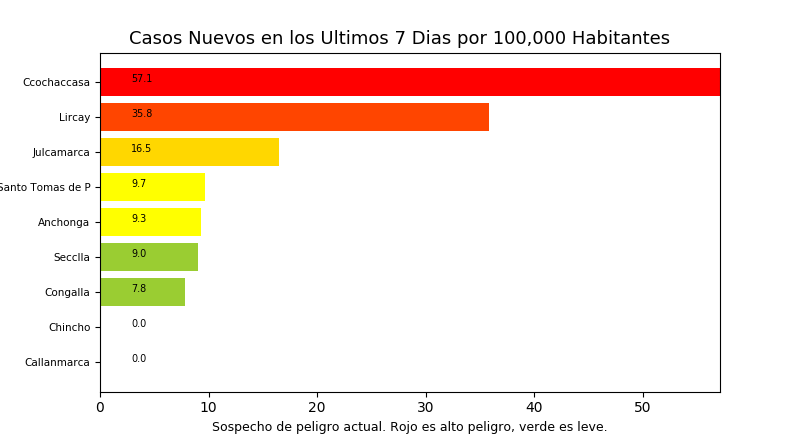 Casos Nuevos en los Ultimos 7 Dias por 100,000 Habitantes
Ccochaccasa 57.1
Lircay 35.8
Julcamarca 16.5
Santo Tomas de P 9.7
Anchonga 9.3
Secclla 9.0
Congalla 7.8
Chincho 0.0
Callanmarca 0.0
0 10 20 30 40 50
Sospecho de peligro actual. Rojo es alto peligro, verde es leve.